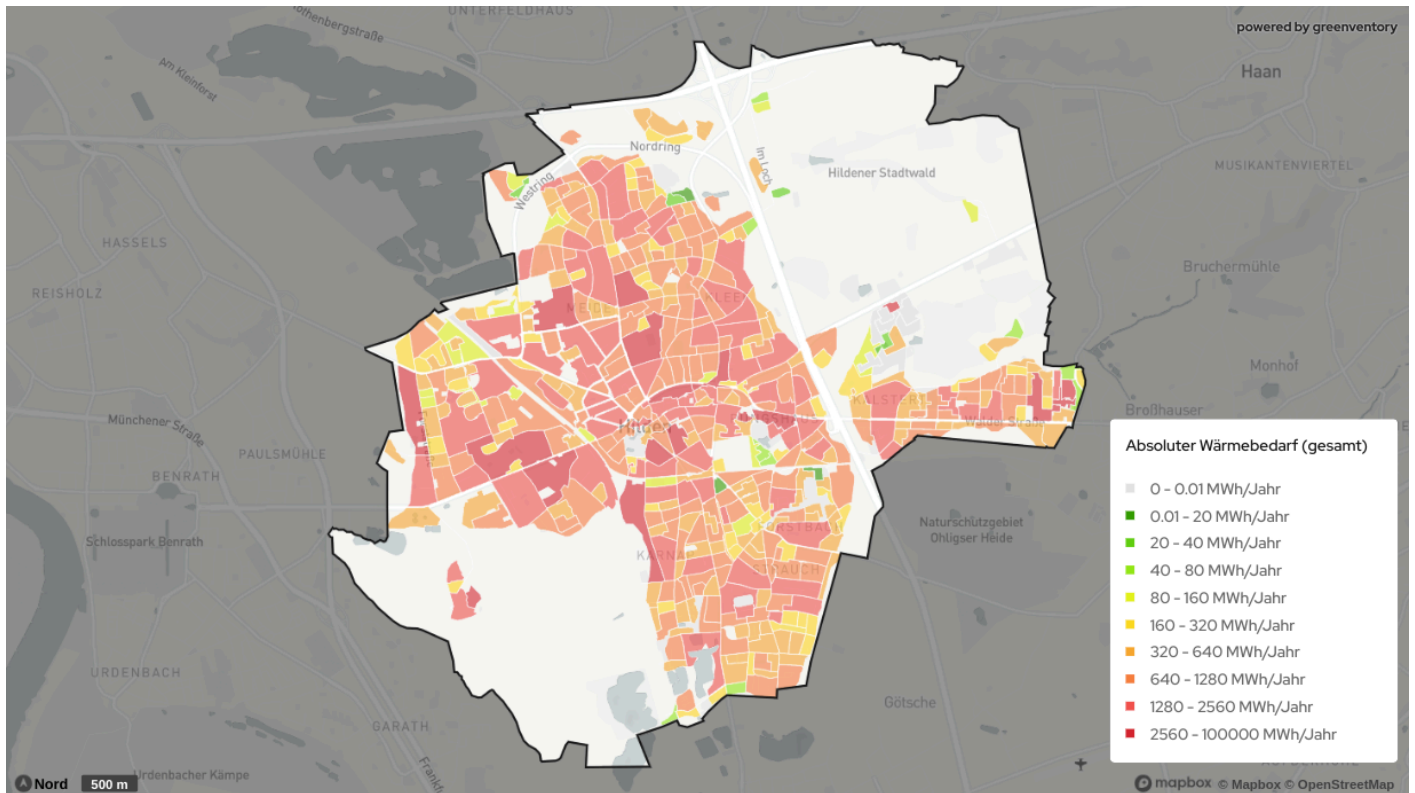 UNTERFELDHAUS
powered by greenventory
Rothenbergstraße
Haan
Am Kleinforst
Nordring
Im Loch
MUSIKANTENVIERTEL
Hildener Stadtwald
Westring
HASSELS
Bruchermühle
REISHOLZ
MEIDE
Monhof
KALSTERT
Broßhauser
Münchener Straße
Walder Straße
Hilden
PAULSMÜHLE
BENRATH
Absoluter Wärmebedarf (gesamt)
0 - 0.01 MWh/Jahr
0.01 - 20 MWh/Jahr
20 - 40 MWh/Jahr
40 - 80 MWh/Jahr
80 - 160 MWh/Jahr
160 - 320 MWh/Jahr
320 - 640 MWh/Jahr
640 - 1280 MWh/Jahr
1280 - 2560 MWh/Jahr
2560 - 100000 MWh/Jahr
Naturschutzgebiet
Ohligser Heide
Schlosspark Benrath
KARNAP
STRAUCH
URDENBACH
Götsche
GARATH
Urdenbacher Kämpe
Nord
500 m
mapbox © Mapbox © OpenStreetMap